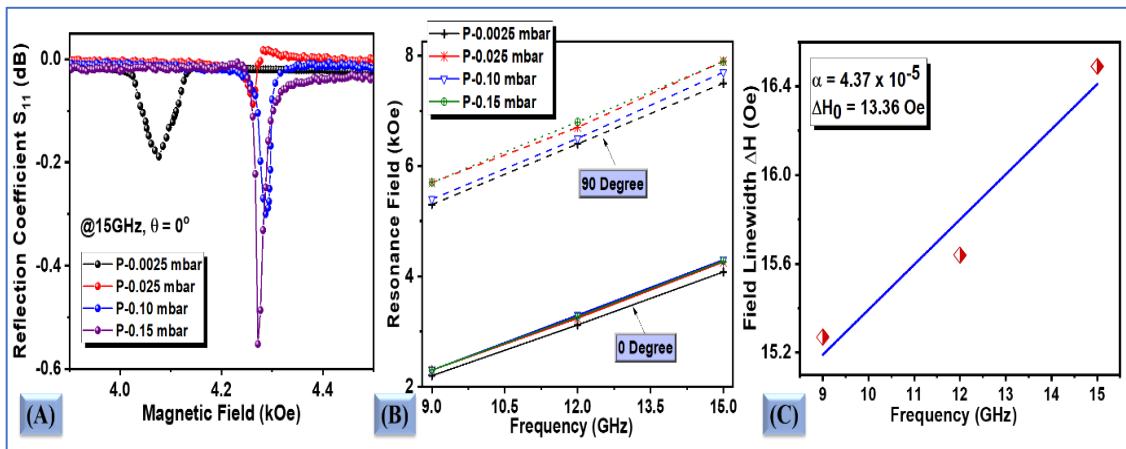 0.0
-0.2
-0.4
-0.6
Reflection Coefficient S₁₁ (dB)
@15GHz, θ = 0°
P-0.0025 mbar
P-0.025 mbar
P-0.10 mbar
P-0.15 mbar
4.0
4.2
4.4
Magnetic Field (kOe)
(A)
P-0.0025 mbar
P-0.025 mbar
P-0.10 mbar
P-0.15 mbar
8
6
4
2
Resonance Field (kOe)
90 Degree
0 Degree
9.0
10.5
12.0
13.5
15.0
Frequency (GHz)
(B)
16.4
16.0
15.6
15.2
Field Linewidth ΔH (Oe)
α = 4.37 x 10⁻⁵
ΔH₀ = 13.36 Oe
9
10
11
12
13
14
15
Frequency (GHz)
(C)